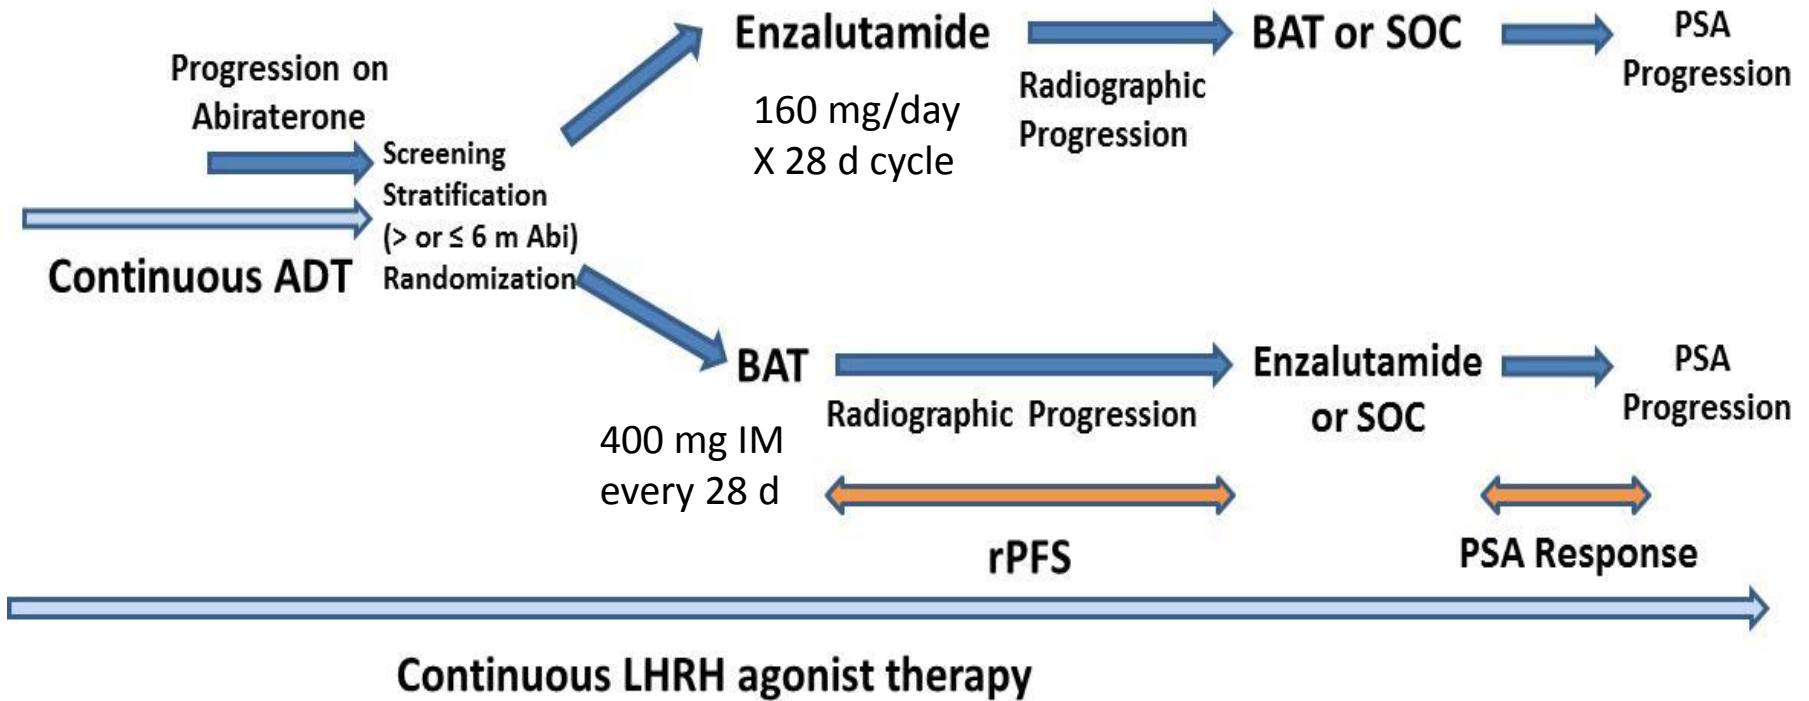 Progression on
Abiraterone
Continuous ADT
Screening
Stratification
(> or ≤ 6 m Abi)
Randomization
Enzalutamide
160 mg/day
X 28 d cycle
Radiographic
Progression
BAT or SOC
PSA
Progression
BAT
400 mg IM
every 28 d
Radiographic Progression
Enzalutamide
or SOC
PSA
Progression
rPFS
PSA Response
Continuous LHRH agonist therapy